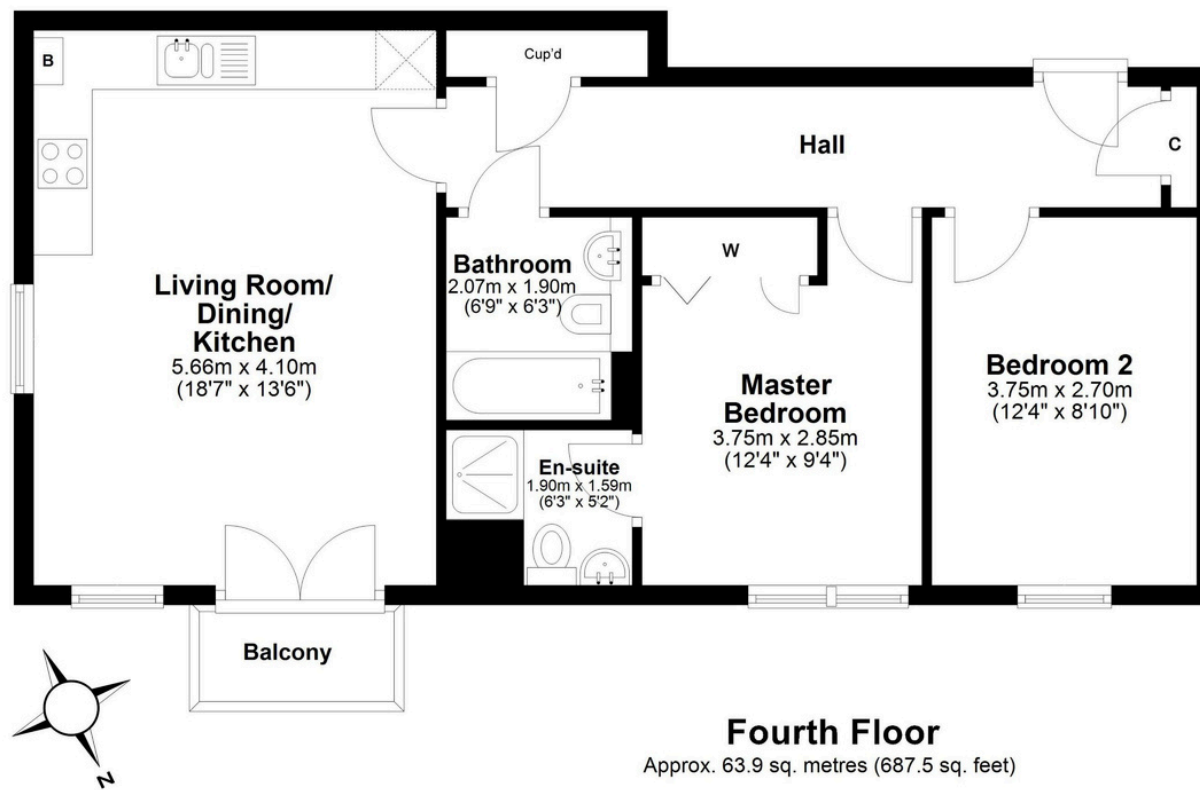 B
Cup'd
Hall
C
Living Room/
Dining/
Kitchen
5.66m x 4.10m
(18'7" x 13'6")
Bathroom
2.07m x 1.90m
(6'9" x 6'3")
W
Master
Bedroom
3.75m x 2.85m
(12'4" x 9'4")
Bedroom 2
3.75m x 2.70m
(12'4" x 8'10")
En-suite
1.90m x 1.59m
(6'3" x 5'2")
Balcony
N
Fourth Floor
Approx. 63.9 sq. metres (687.5 sq. feet)